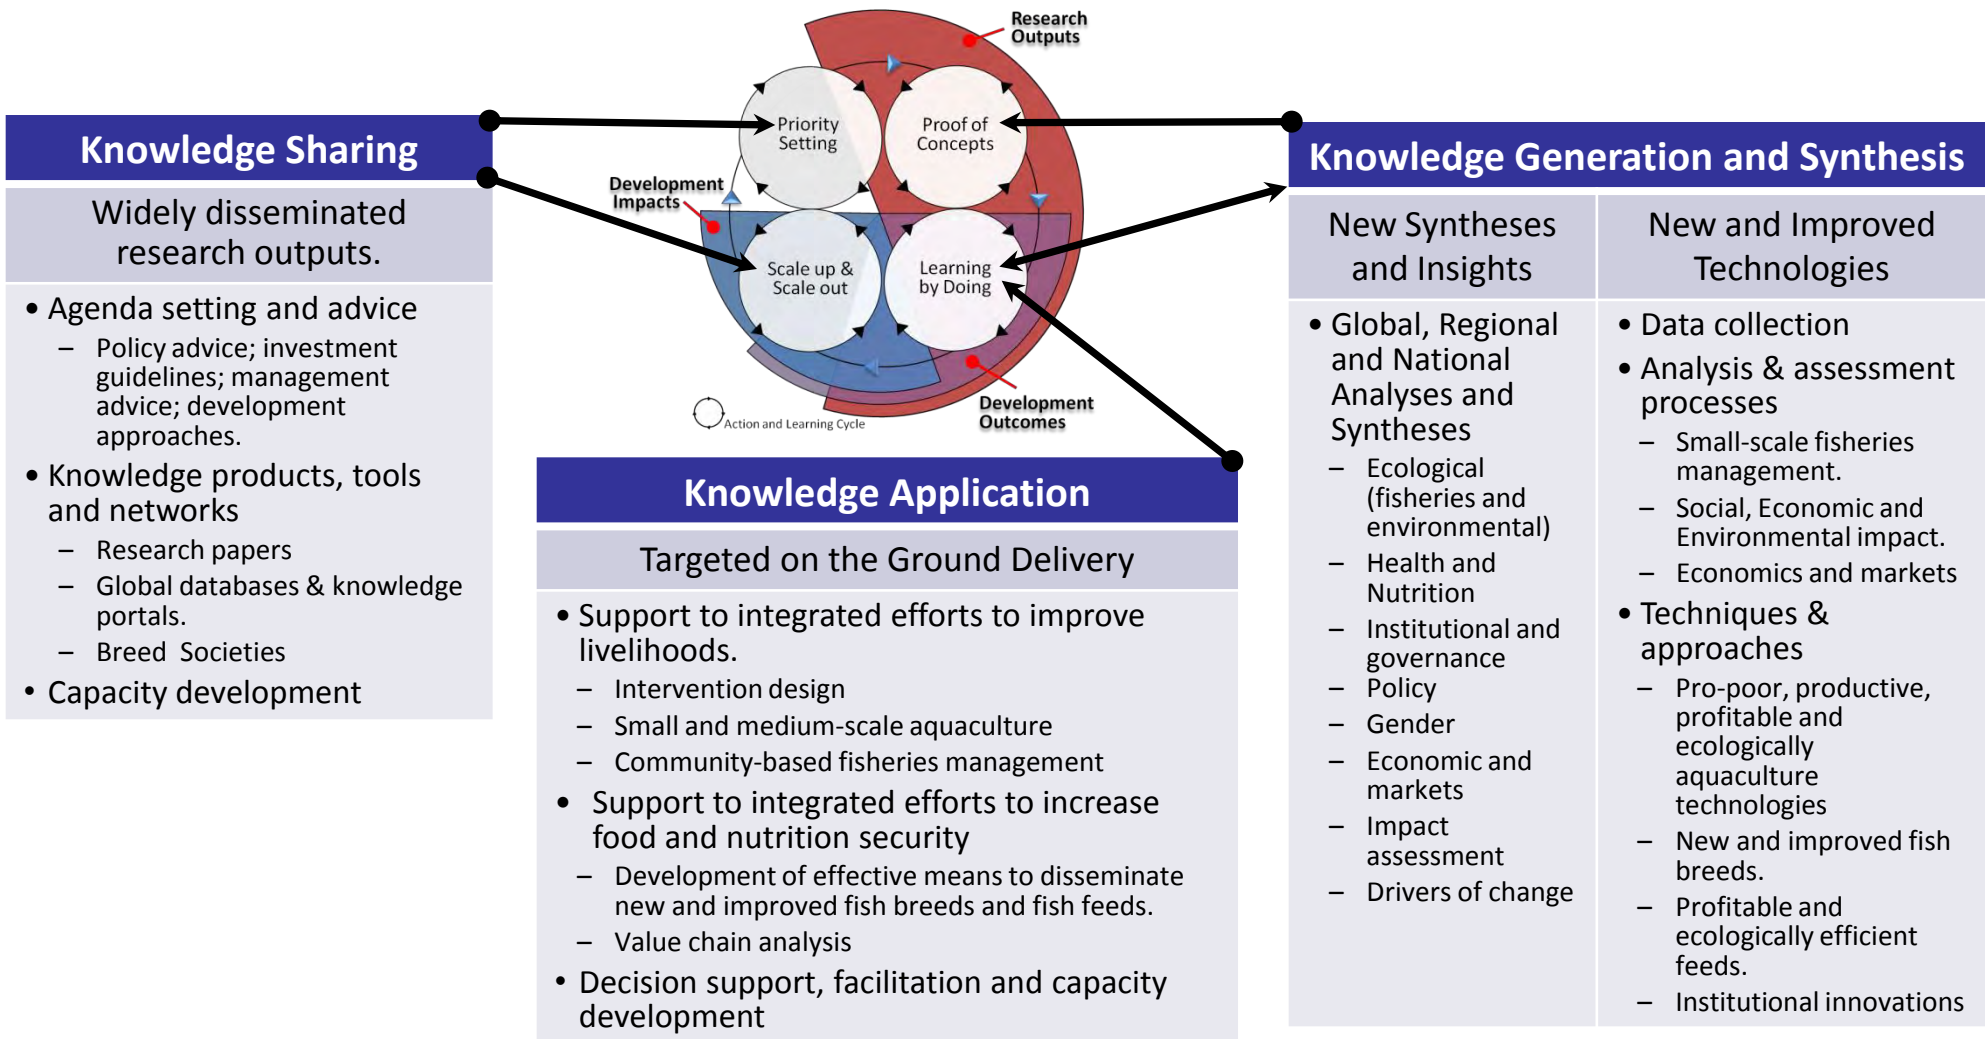 Research
Outputs
Priority
Setting
Proof of
Concepts
Development
Impacts
Scale up &
Scale out
Learning
by Doing
Development
Outcomes
Action and Learning Cycle
Knowledge Sharing
Widely disseminated
research outputs.
• Agenda setting and advice
– Policy advice; investment
guidelines; management
advice; development
approaches.
• Knowledge products, tools
and networks
– Research papers
– Global databases & knowledge
portals.
– Breed Societies
• Capacity development
Knowledge Application
Targeted on the Ground Delivery
• Support to integrated efforts to improve
livelihoods.
– Intervention design
– Small and medium-scale aquaculture
– Community-based fisheries management
• Support to integrated efforts to increase
food and nutrition security
– Development of effective means to disseminate
new and improved fish breeds and fish feeds.
– Value chain analysis
• Decision support, facilitation and capacity
development
Knowledge Generation and Synthesis
New Syntheses
and Insights
• Global, Regional
and National
Analyses and
Syntheses
– Ecological
(fisheries and
environmental)
– Health and
Nutrition
– Institutional and
governance
– Policy
– Gender
– Economic and
markets
– Impact
assessment
– Drivers of change
New and Improved
Technologies
• Data collection
• Analysis & assessment
processes
– Small-scale fisheries
management.
– Social, Economic and
Environmental impact.
– Economics and markets
• Techniques &
approaches
– Pro-poor, productive,
profitable and
ecologically
aquaculture
technologies
– New and improved fish
breeds.
– Profitable and
ecologically efficient
feeds.
– Institutional innovations